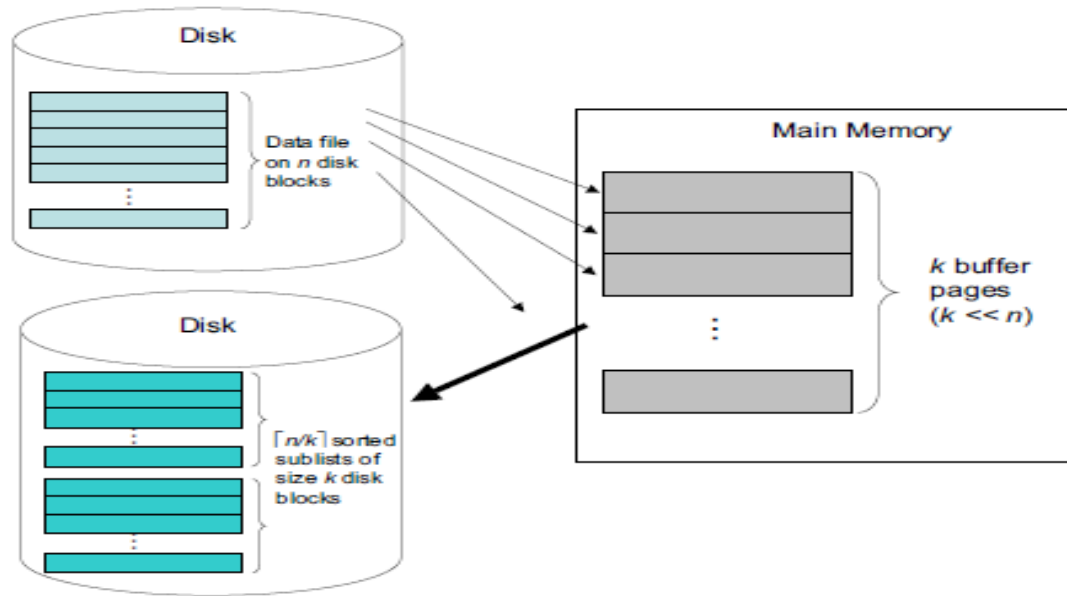 Disk
Data file
on n disk
blocks
⋮
Main Memory
k buffer
pages
(k << n)
⋮
Disk
⌈n/k⌉ sorted
sublists of
size k disk
blocks
⋮
⋮